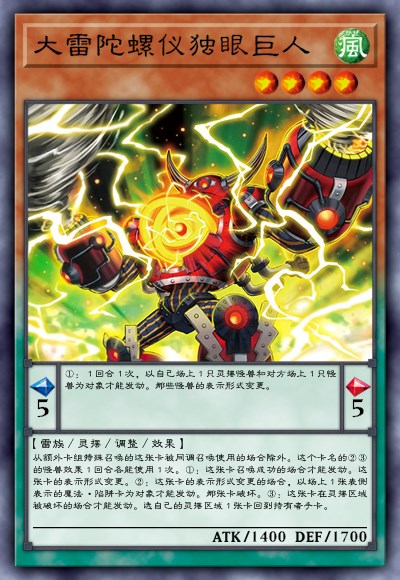 大雷陀螺仪独眼巨人
風
①：1回合1次，以自己场上1只灵摆怪兽和对方场上1只怪
兽为对象才能发动。那些怪兽的表示形式变更。
5
5
【雷族／灵摆／调整／效果】
从额外卡组特殊召唤的这张卡被同调召唤使用的场合除外。这个卡名的②③
的怪兽效果1回合各能使用1次。①：这张卡召唤成功的场合才能发动。这
张卡的表示形式变更。②：这张卡的表示形式变更的场合，以场上1张表侧
表示的魔法·陷阱卡为对象才能发动。那张卡破坏。③：这张卡在灵摆区域
被破坏的场合才能发动。选自己的灵摆区域1张卡回到持有者手卡。
ATK/1400 DEF/1700